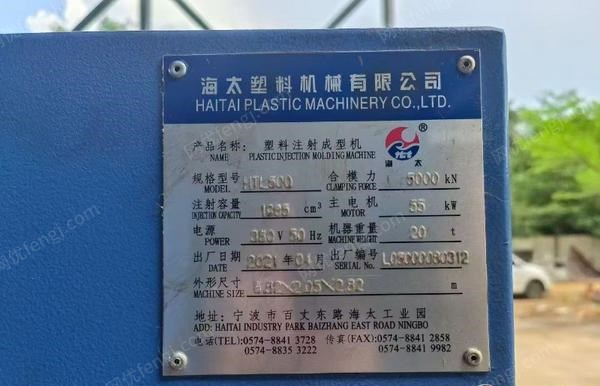 海太塑料机械有限公司
HAITAI PLASTIC MACHINERY CO.,LTD.
产品名称: 塑料注射成型机
NAME PLASTIC INJECTION MOLDING MACHINE
海 太
规格型号 HTL500 合模力 5000 kN
MODEL CLAMPING FORCE
注射容量 cm³ 主电机 55 kW
INJECTION CAPACITY MOTOR
电源 50 Hz 机器重量 20 t
POWER MACHINE WEIGHT
出厂日期 2021 年 04 月 出厂编号 L05000080312
DATE SERIAL No.
外形尺寸 m
MACHINE SIZE
地址: 宁波市百丈东路海太工业园
ADD: HAITAI INDUSTRY PARK BAIZHANG EAST ROAD NINGBO
电话(TEL): 0574-8841 3728 传真(FAX): 0574-8841 2858
0574-8835 3222 0574-8841 9982